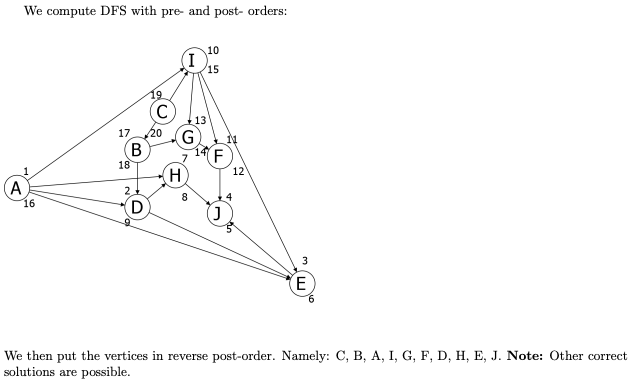 We compute DFS with pre- and post- orders:
I 10
15
19
C
20
13
G
14
11
F
12
17
B
18
7
H
8
1
A
16
2
D
9
4
J
5
3
E
6
We then put the vertices in reverse post-order. Namely: C, B, A, I, G, F, D, H, E, J. Note: Other correct
solutions are possible.